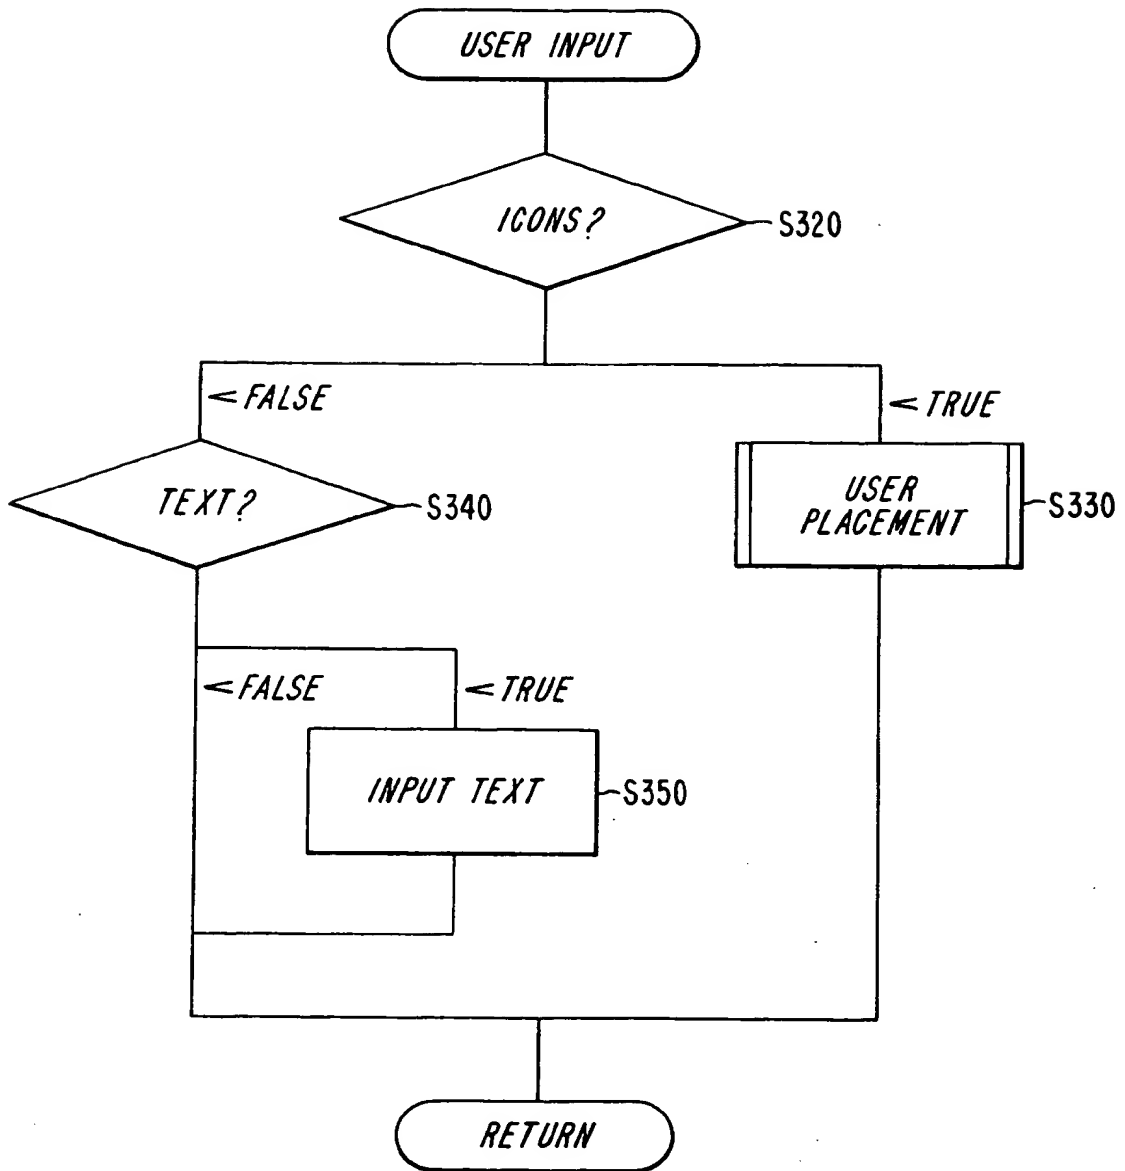 USER INPUT
ICONS?
S320
< FALSE
< TRUE
TEXT?
S340
USER
PLACEMENT
S330
< FALSE
< TRUE
INPUT TEXT
S350
RETURN